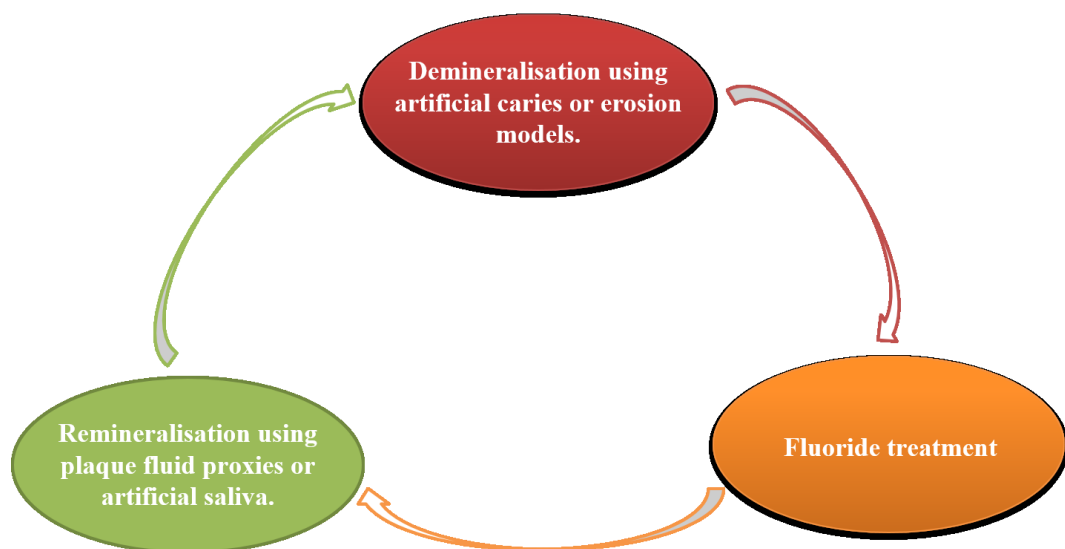 Demineralisation using
artificial caries or erosion
models.
Fluoride treatment
Remineralisation using
plaque fluid proxies or
artificial saliva.